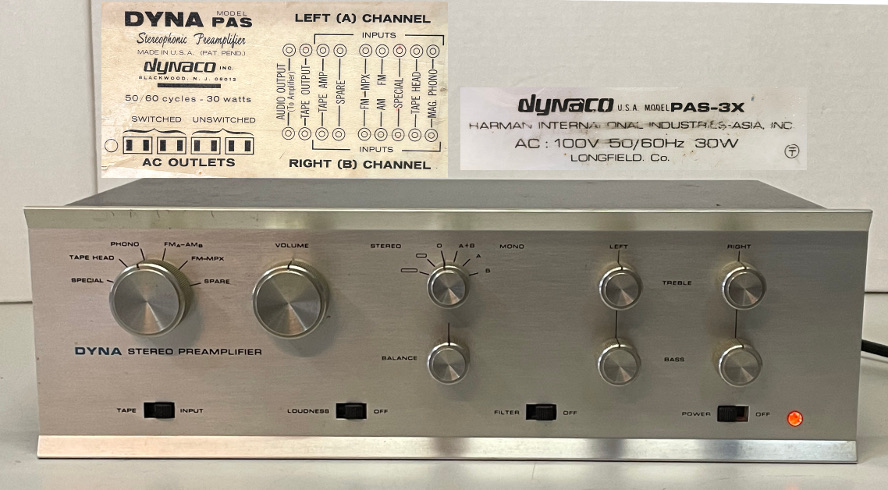 DYNA MODEL PAS
Stereophonic Preamplifier
MADE IN U.S.A. (PAT. PEND.)
dynaco INC.
BLACKWOOD, N. J. 08012
50/60 cycles - 30 watts
SWITCHED UNSWITCHED
AC OUTLETS
LEFT (A) CHANNEL
INPUTS
AUDIO OUTPUT (To Amplifier)
TAPE OUTPUT
TAPE AMP
SPARE
FM-MPX
AM FM
SPECIAL
TAPE HEAD
MAG. PHONO
INPUTS
RIGHT (B) CHANNEL
dynaco U.S.A. MODEL PAS-3X
HARMAN INTERNATIONAL INDUSTRIES-ASIA, INC
AC : 100V 50/60Hz 30W
LONGFIELD. Co.
T
PHONO FMA-AMB
TAPE HEAD FM-MPX
SPECIAL SPARE
VOLUME
STEREO D A+B MONO
A
B
LEFT RIGHT
TREBLE
DYNA STEREO PREAMPLIFIER
BALANCE
BASS
TAPE INPUT
LOUDNESS OFF
FILTER OFF
POWER OFF